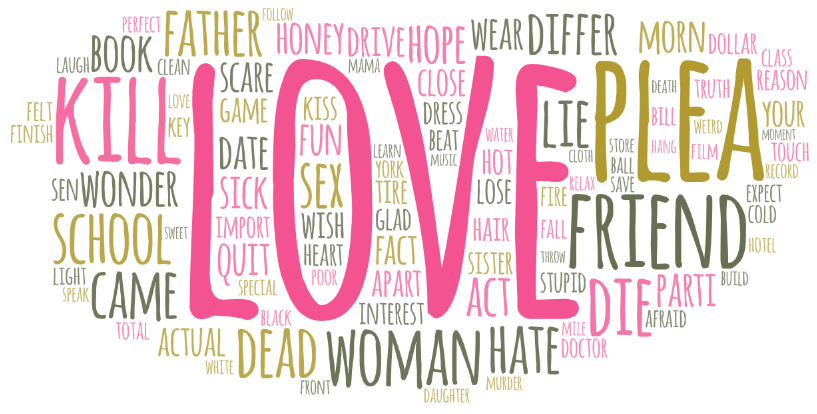 PERFECT
FATHER
FOLLOW
HONEY
DRIVE
HOPE
WEAR
DIFFER
MORN
DOLLAR
CLASS
LAUGH
BOOK
CLEAN
SCARE
MAMA
CLOSE
REASON
FELT
FINISH
KILL
LOVE
KEY
GAME
LOVE
KISS
FUN
DRESS
BEAT
MUSIC
WATER
LIE
CLOTH
PLEA
DEATH
BILL
HANG
TRUTH
WEIRD
FILM
YOUR
MOMENT
TOUCH
RECORD
STORE
BALL
SAVE
DATE
SICK
SEX
LEARN
YORK
TIRE
HOT
LOSE
RELAX
FIRE
SEN
WONDER
SCHOOL
SWEET
IMPORT
QUIT
SPECIAL
WISH
HEART
POOR
GLAD
FACT
APART
HAIR
SISTER
ACT
FALL
THROW
STUPID
FRIEND
EXPECT
COLD
HOTEL
BUILD
LIGHT
SPEAK
CAME
TOTAL
BLACK
INTEREST
DIE
PARTI
AFRAID
ACTUAL
WHITE
DEAD
FRONT
WOMAN
DAUGHTER
HATE
MURDER
MILE
DOCTOR